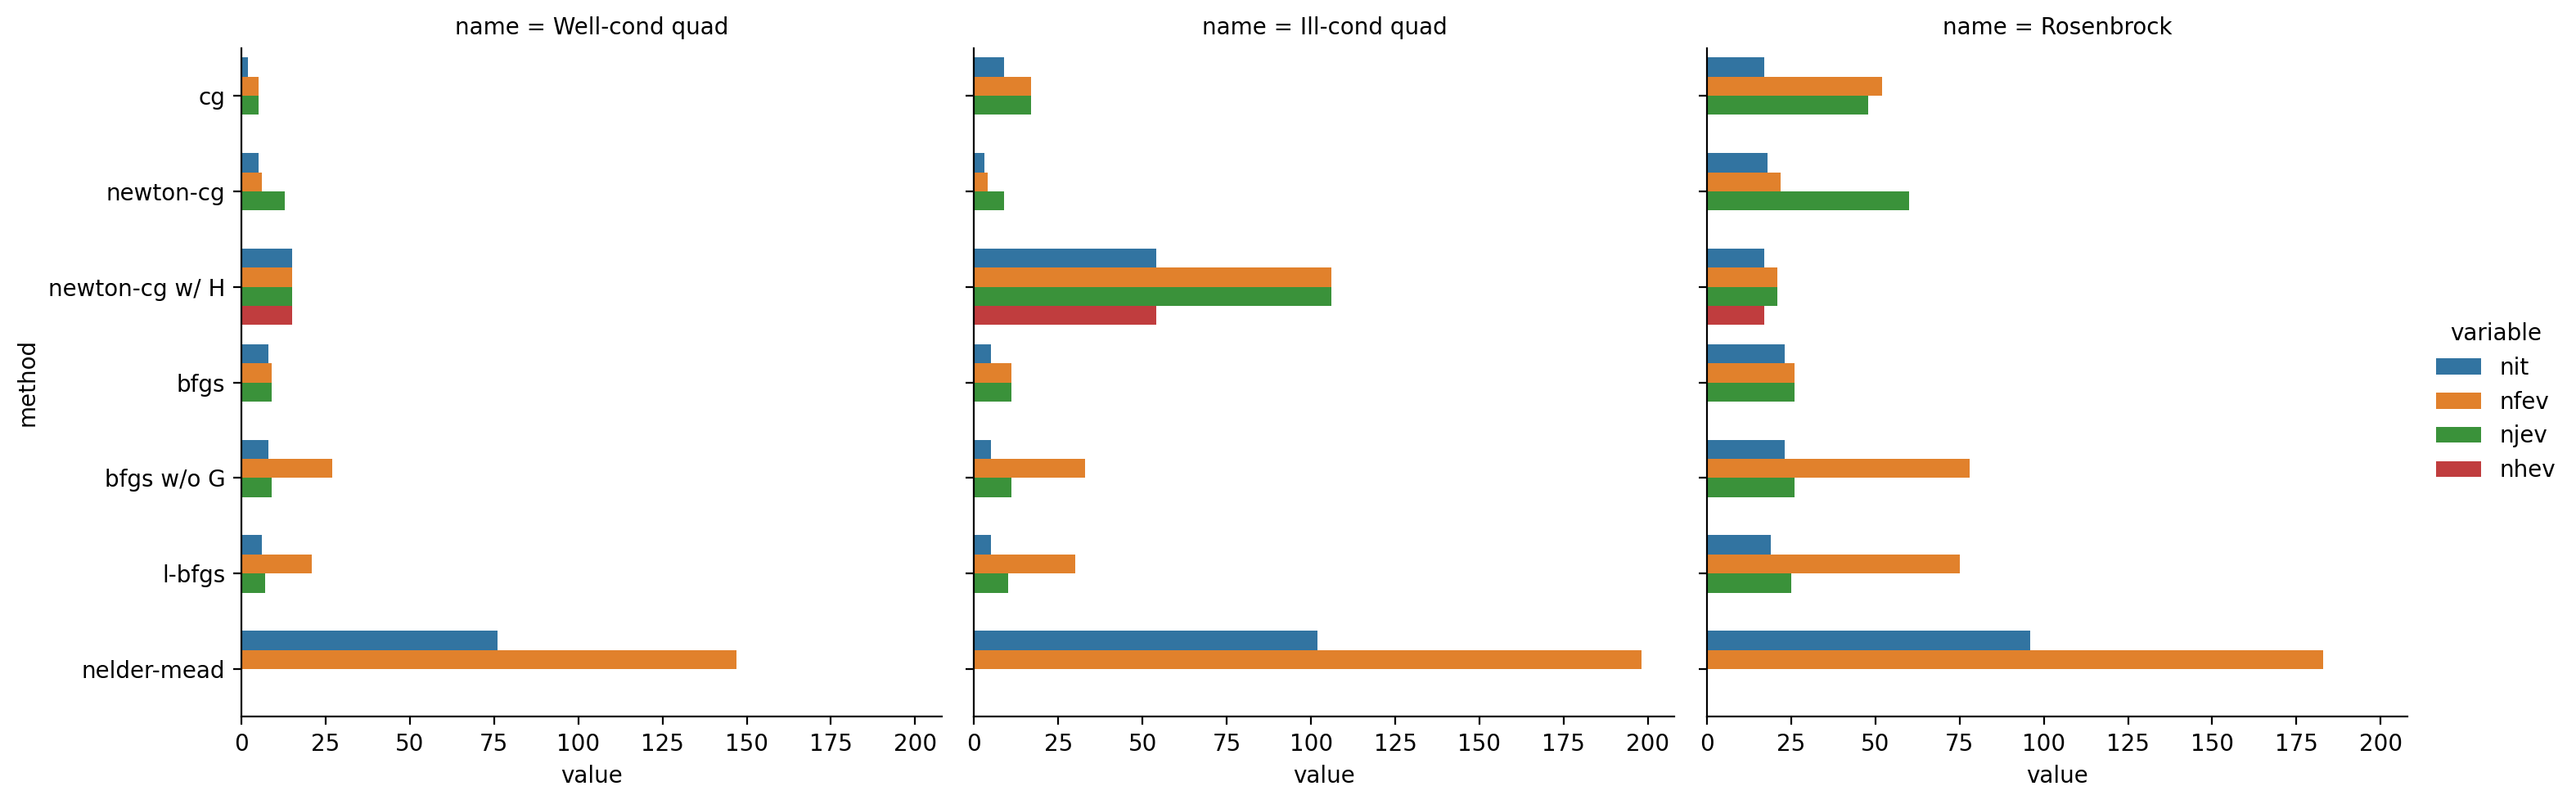 name = Well-cond quad
name = Ill-cond quad
name = Rosenbrock
method
cg
newton-cg
newton-cg w/ H
bfgs
bfgs w/o G
l-bfgs
nelder-mead
0 25 50 75 100 125 150 175 200
0 25 50 75 100 125 150 175 200
0 25 50 75 100 125 150 175 200
value
value
value
variable
nit
nfev
njev
nhev